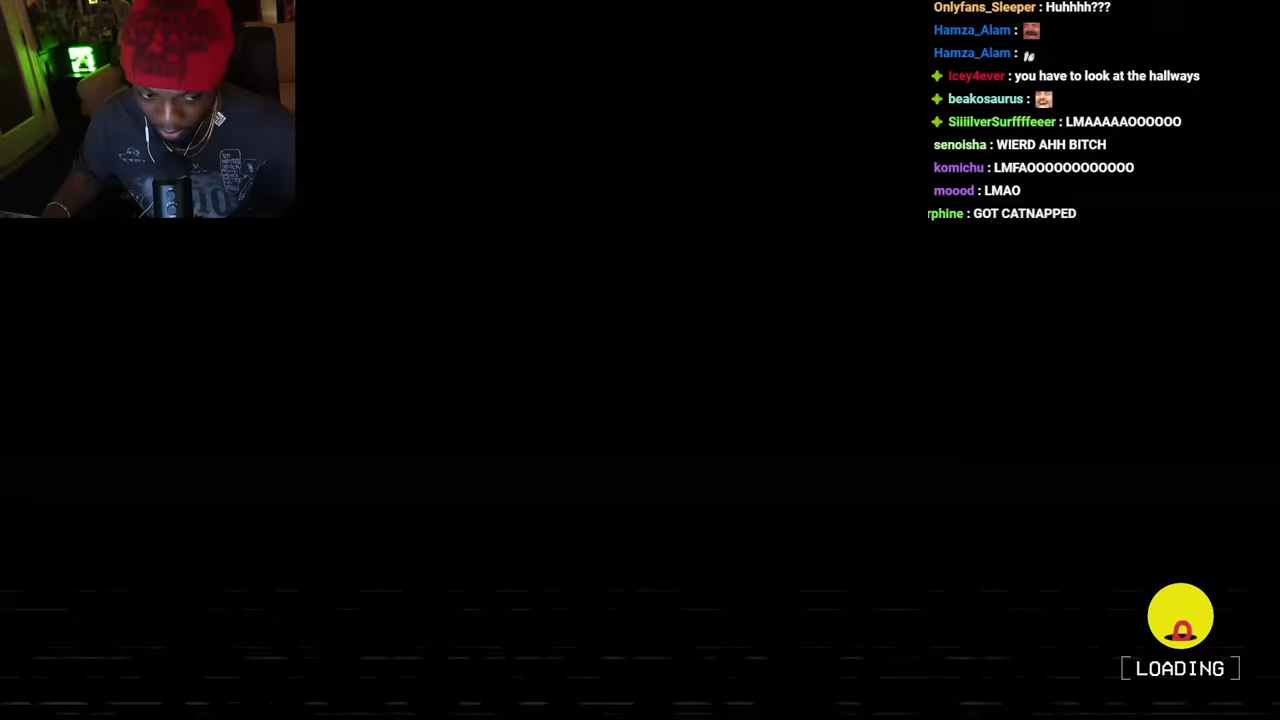 Onlyfans_Sleeper : Huhhhh???
Hamza_Alam :
Hamza_Alam :
Icey4ever : you have to look at the hallways
beakosaurus :
SiiiilverSurffffeeer : LMAAAAAOOOOOO
senoisha : WIERD AHH BITCH
komichu : LMFAOOOOOOOOOOOO
moood : LMAO
rphine : GOT CATNAPPED
LOADING